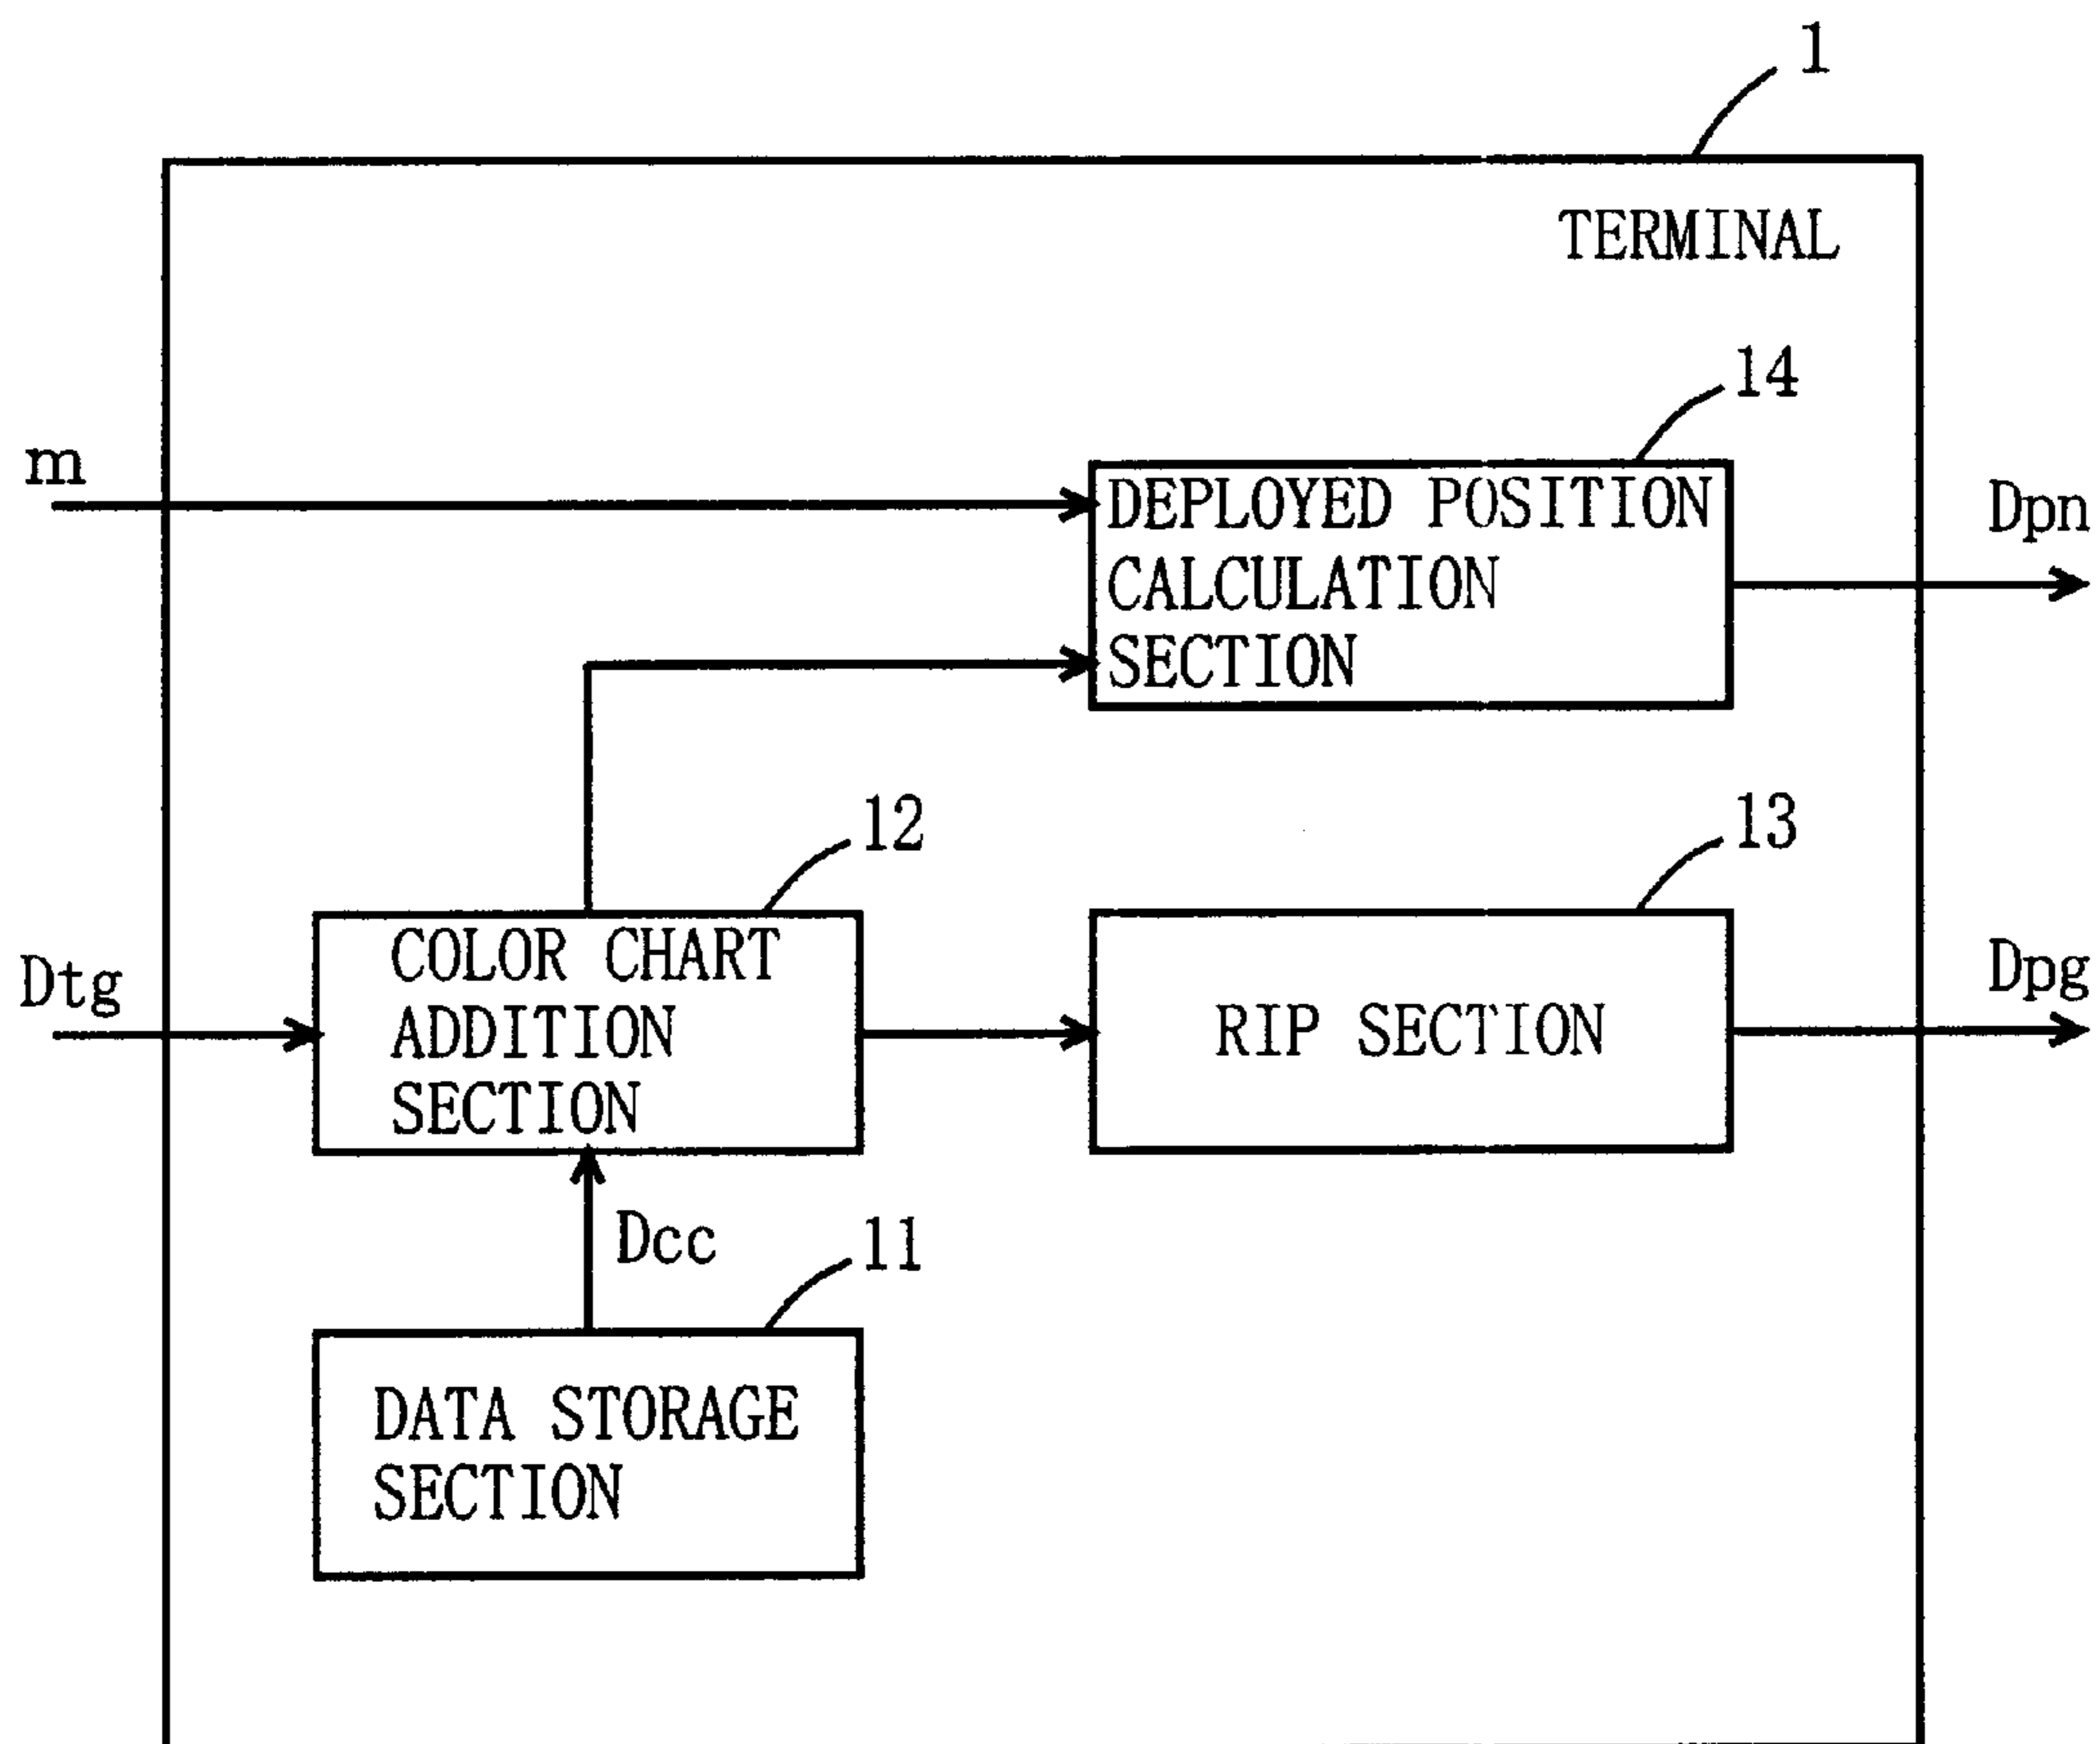 1
TERMINAL
14
m
DEPLOYED POSITION
CALCULATION
SECTION
Dpn
12
13
Dtg
COLOR CHART
ADDITION
SECTION
RIP SECTION
Dpg
Dcc
11
DATA STORAGE
SECTION